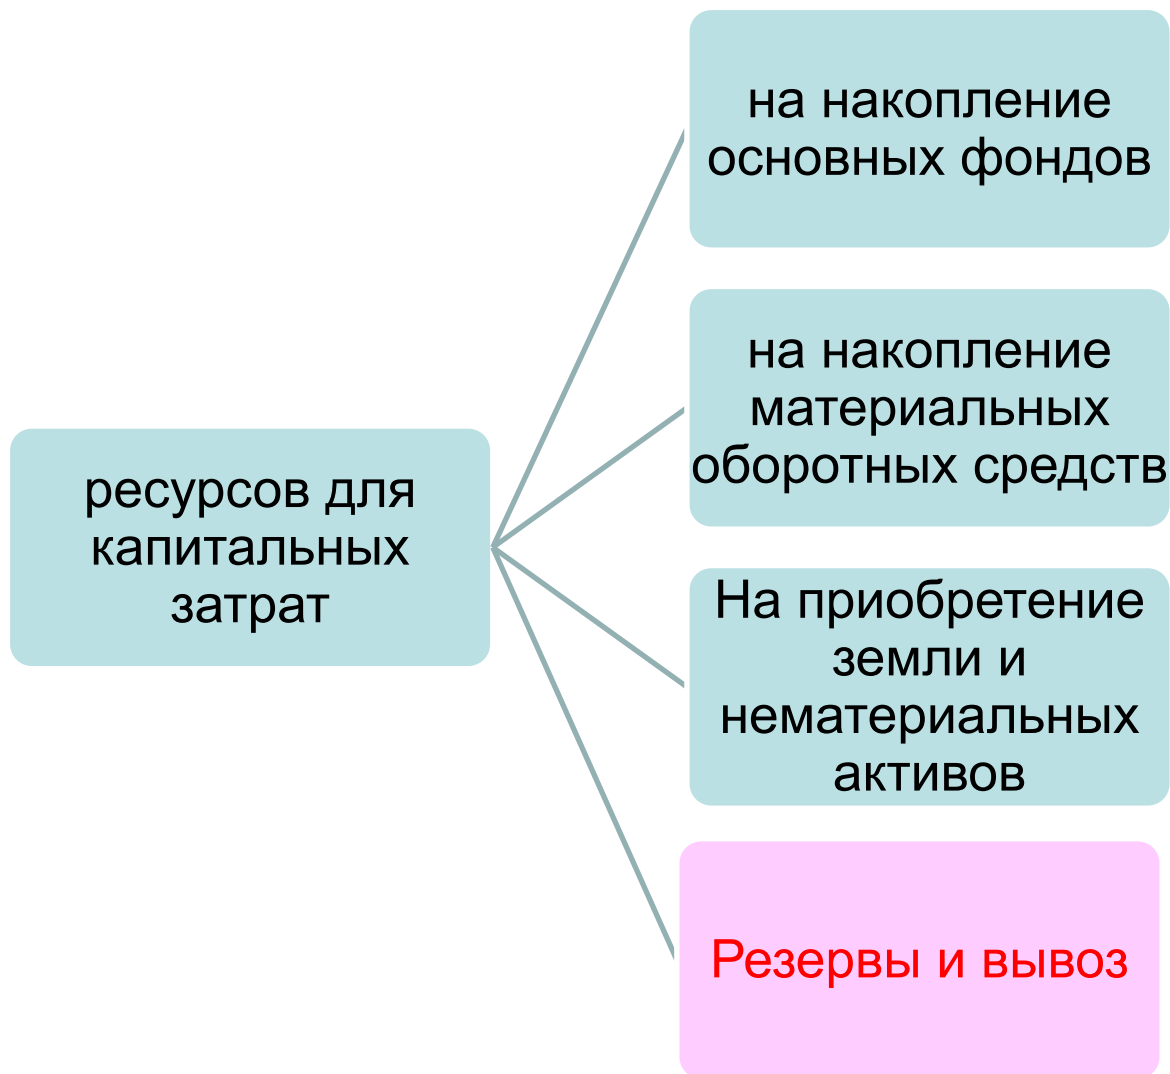 на накопление
основных фондов
на накопление
материальных
оборотных средств
ресурсов для
капитальных
затрат
На приобретение
земли и
нематериальных
активов
Резервы и вывоз